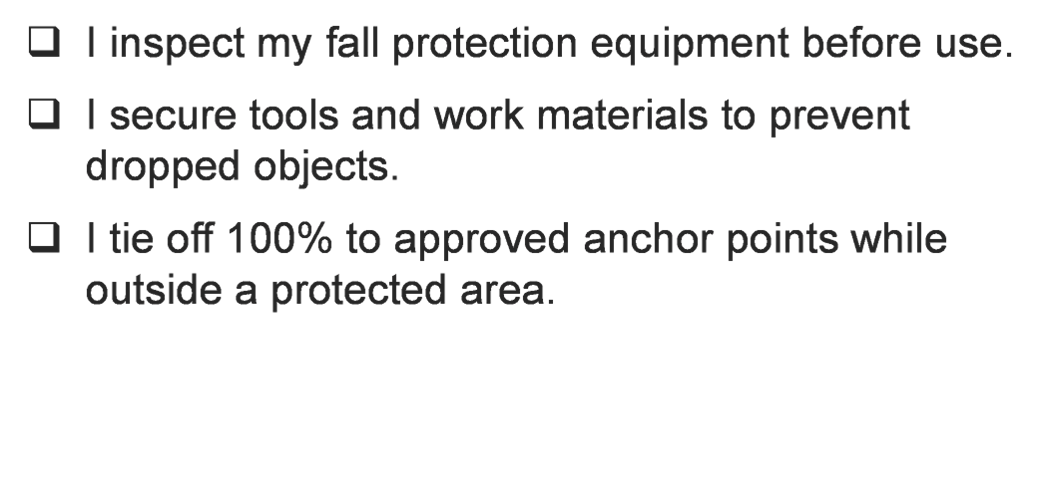 ❑ I inspect my fall protection equipment before use.
❑ I secure tools and work materials to prevent
dropped objects.
❑ I tie off 100% to approved anchor points while
outside a protected area.